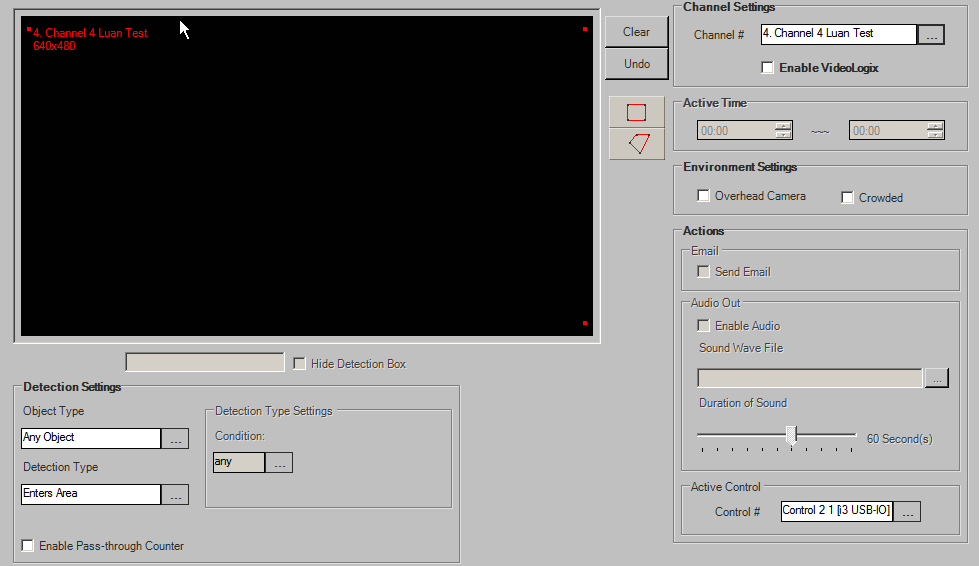 4. Channel 4 Luan Test
640x480
Clear
Undo
Channel Settings
Channel #
4. Channel 4 Luan Test
...
Enable VideoLogix
Active Time
00:00
~~~
00:00
Environment Settings
Overhead Camera
Crowded
Actions
Email
Send Email
Audio Out
Enable Audio
Sound Wave File
...
Duration of Sound
60 Second(s)
Active Control
Control #
Control 2 1 [i3 USB-IO]
...
Hide Detection Box
Detection Settings
Object Type
Any Object
...
Detection Type
Enters Area
...
Detection Type Settings
Condition:
any
...
Enable Pass-through Counter